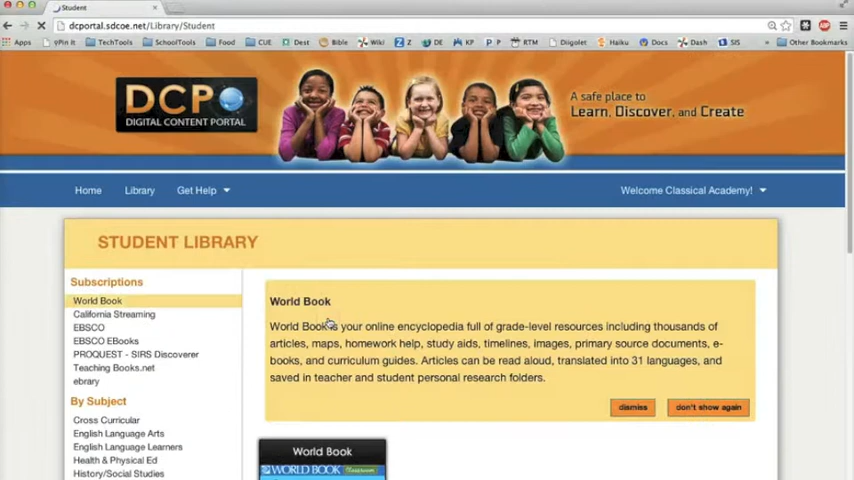 Student
dcportal.sdcoe.net/Library/Student
Apps Pin It TechTools SchoolTools Food CUE Dest Bible Wiki Z DE KP P RTM Diigolet Haiku Docs Dash SIS » Other Bookmarks
ABP
DCP
DIGITAL CONTENT PORTAL
A safe place to
Learn, Discover, and Create
Home Library Get Help Welcome Classical Academy!
STUDENT LIBRARY
Subscriptions
World Book
California Streaming
EBSCO
EBSCO EBooks
PROQUEST - SIRS Discoverer
Teaching Books.net
ebrary
By Subject
Cross Curricular
English Language Arts
English Language Learners
Health & Physical Ed
History/Social Studies
World Book
World Book is your online encyclopedia full of grade-level resources including thousands of
articles, maps, homework help, study aids, timelines, images, primary source documents, e-
books, and curriculum guides. Articles can be read aloud, translated into 31 languages, and
saved in teacher and student personal research folders.
dismiss don't show again
World Book
WORLD BOOK Classroom